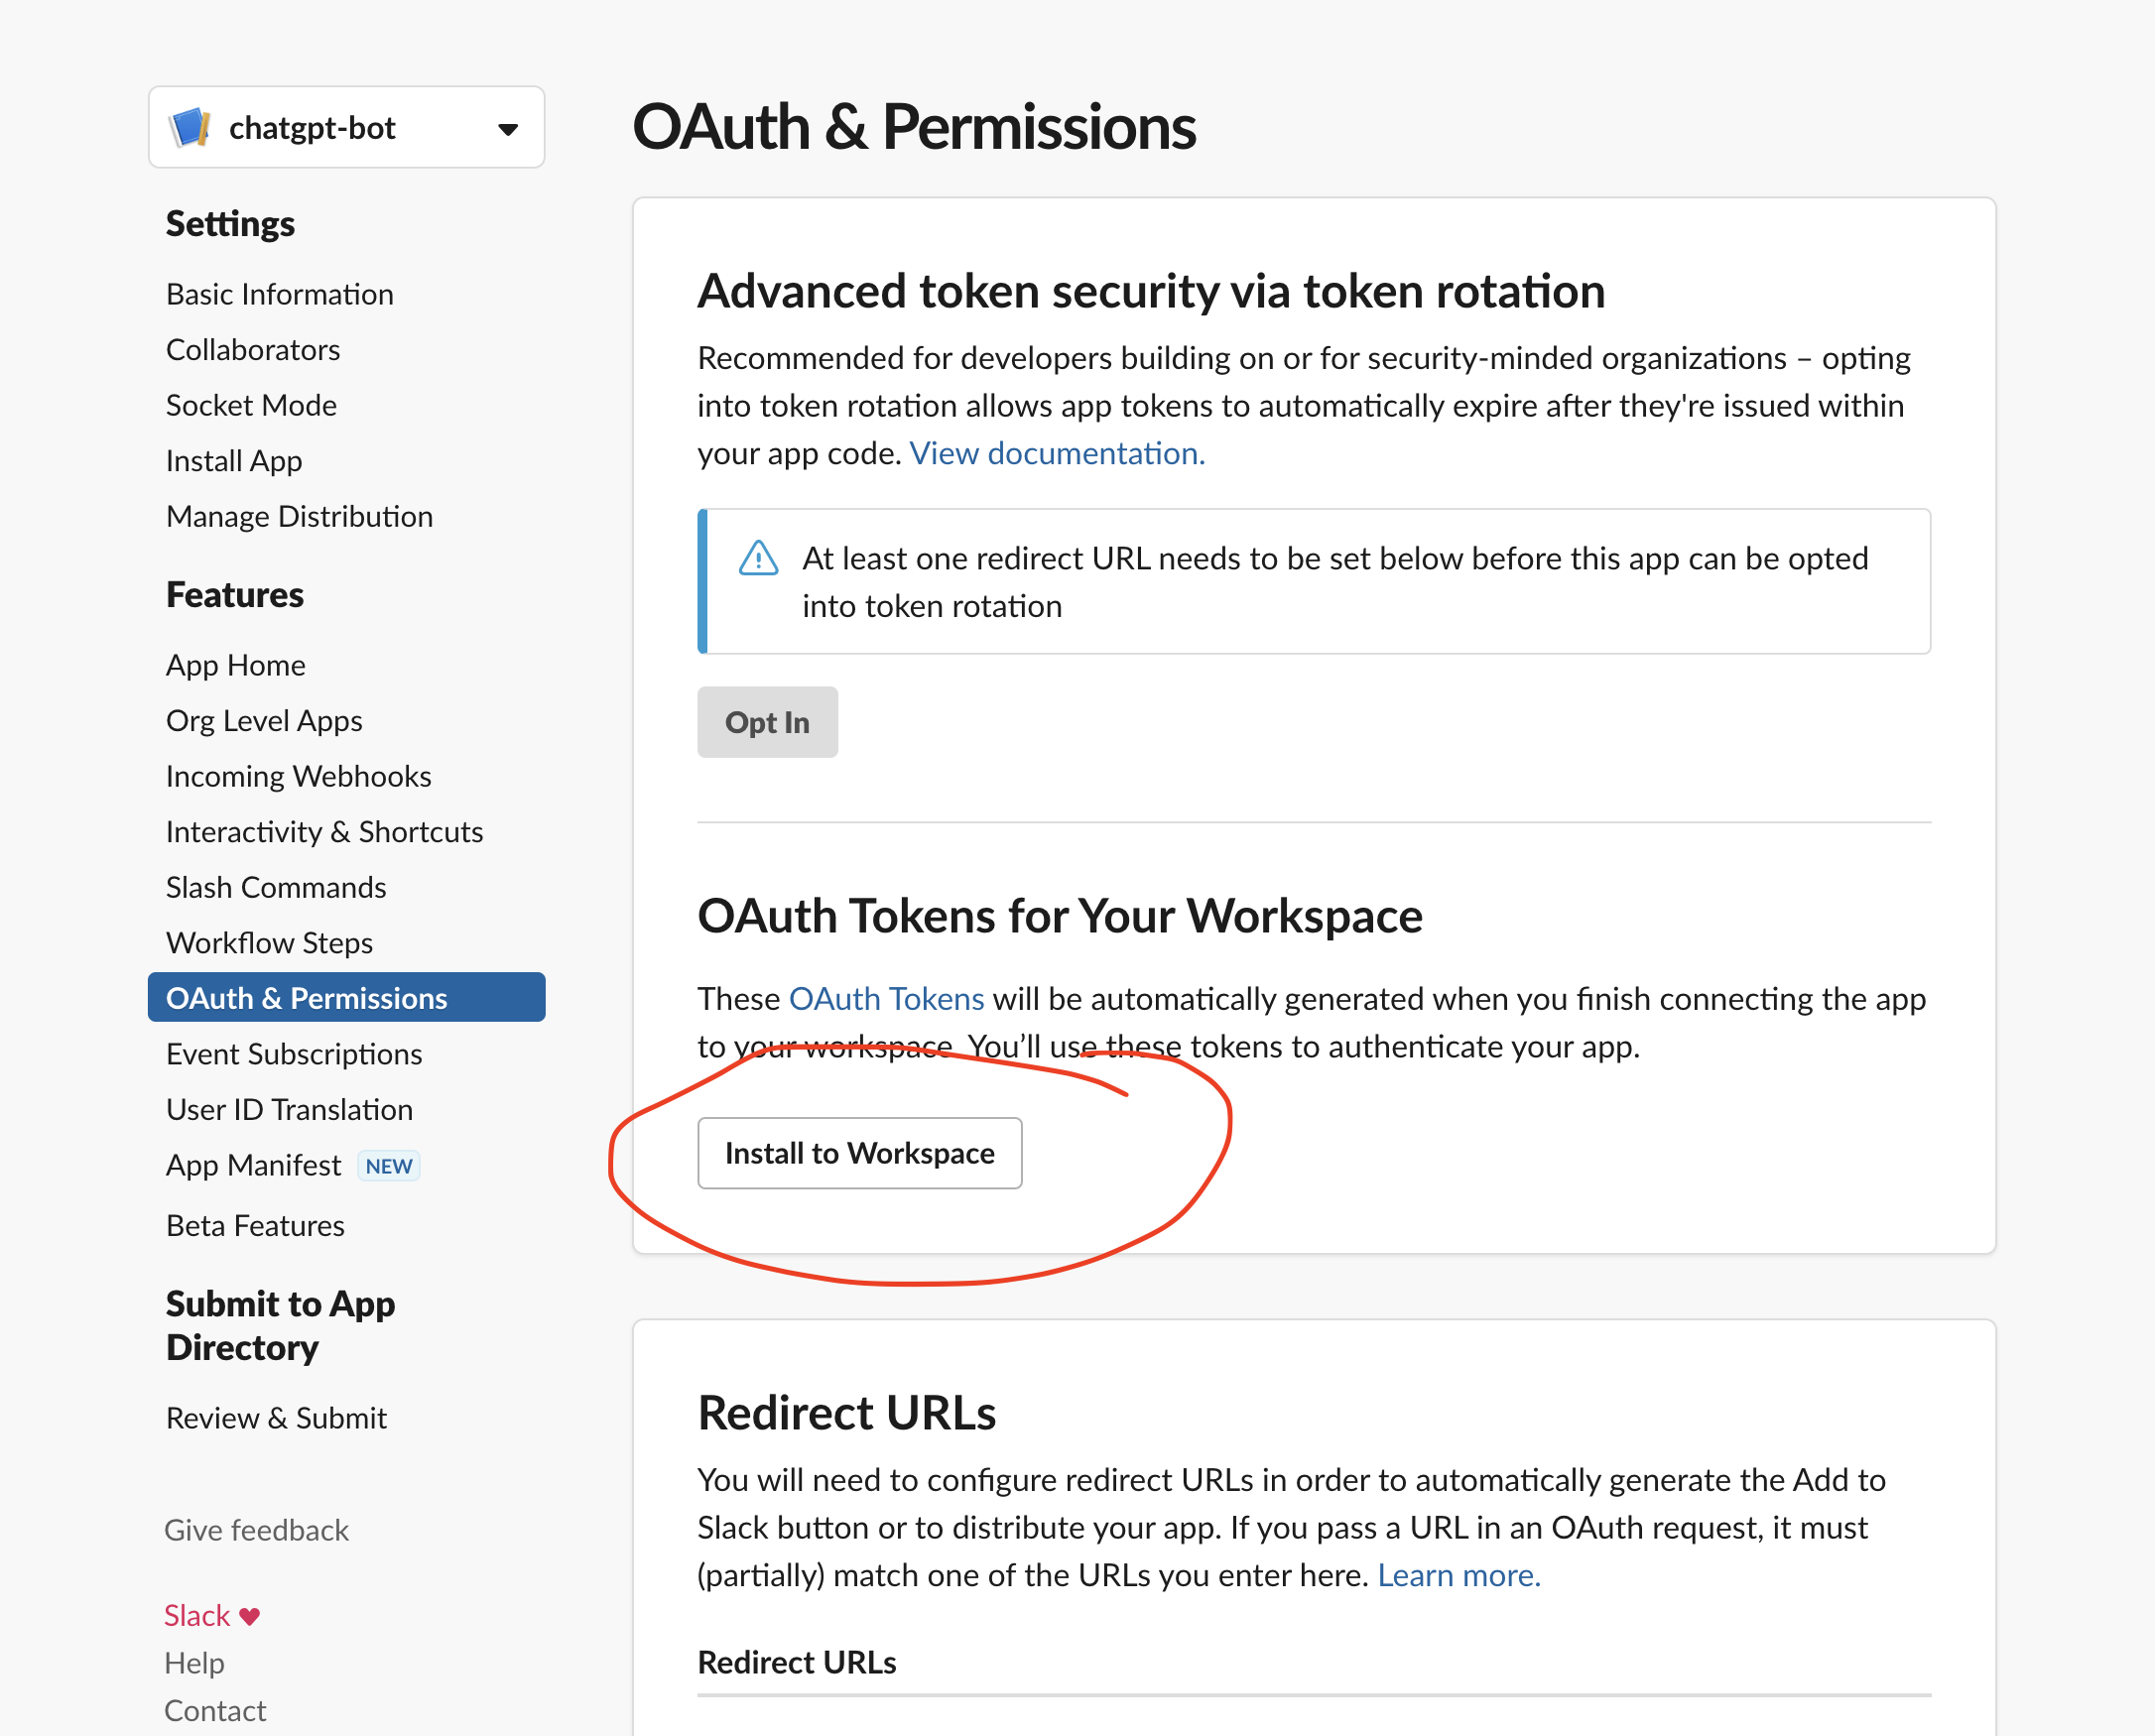 chatgpt-bot
Settings
Basic Information
Collaborators
Socket Mode
Install App
Manage Distribution
Features
App Home
Org Level Apps
Incoming Webhooks
Interactivity & Shortcuts
Slash Commands
Workflow Steps
OAuth & Permissions
Event Subscriptions
User ID Translation
App Manifest NEW
Beta Features
Submit to App
Directory
Review & Submit
Give feedback
Slack ♥
Help
Contact
OAuth & Permissions
Advanced token security via token rotation
Recommended for developers building on or for security-minded organizations – opting
into token rotation allows app tokens to automatically expire after they're issued within
your app code. View documentation.
At least one redirect URL needs to be set below before this app can be opted
into token rotation
Opt In
OAuth Tokens for Your Workspace
These OAuth Tokens will be automatically generated when you finish connecting the app
to your workspace. You’ll use these tokens to authenticate your app.
Install to Workspace
Redirect URLs
You will need to configure redirect URLs in order to automatically generate the Add to
Slack button or to distribute your app. If you pass a URL in an OAuth request, it must
(partially) match one of the URLs you enter here. Learn more.
Redirect URLs